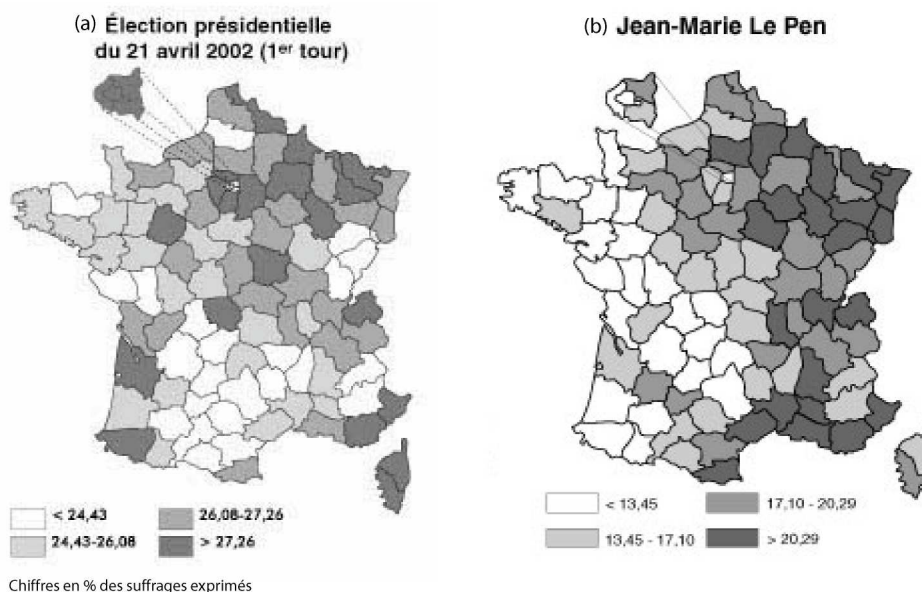 (a) Élection présidentielle
du 21 avril 2002 (1er tour)
(b) Jean-Marie Le Pen
< 24,43
26,08-27,26
24,43-26,08
> 27,26
< 13,45
17,10 - 20,29
13,45 - 17,10
> 20,29
Chiffres en % des suffrages exprimés